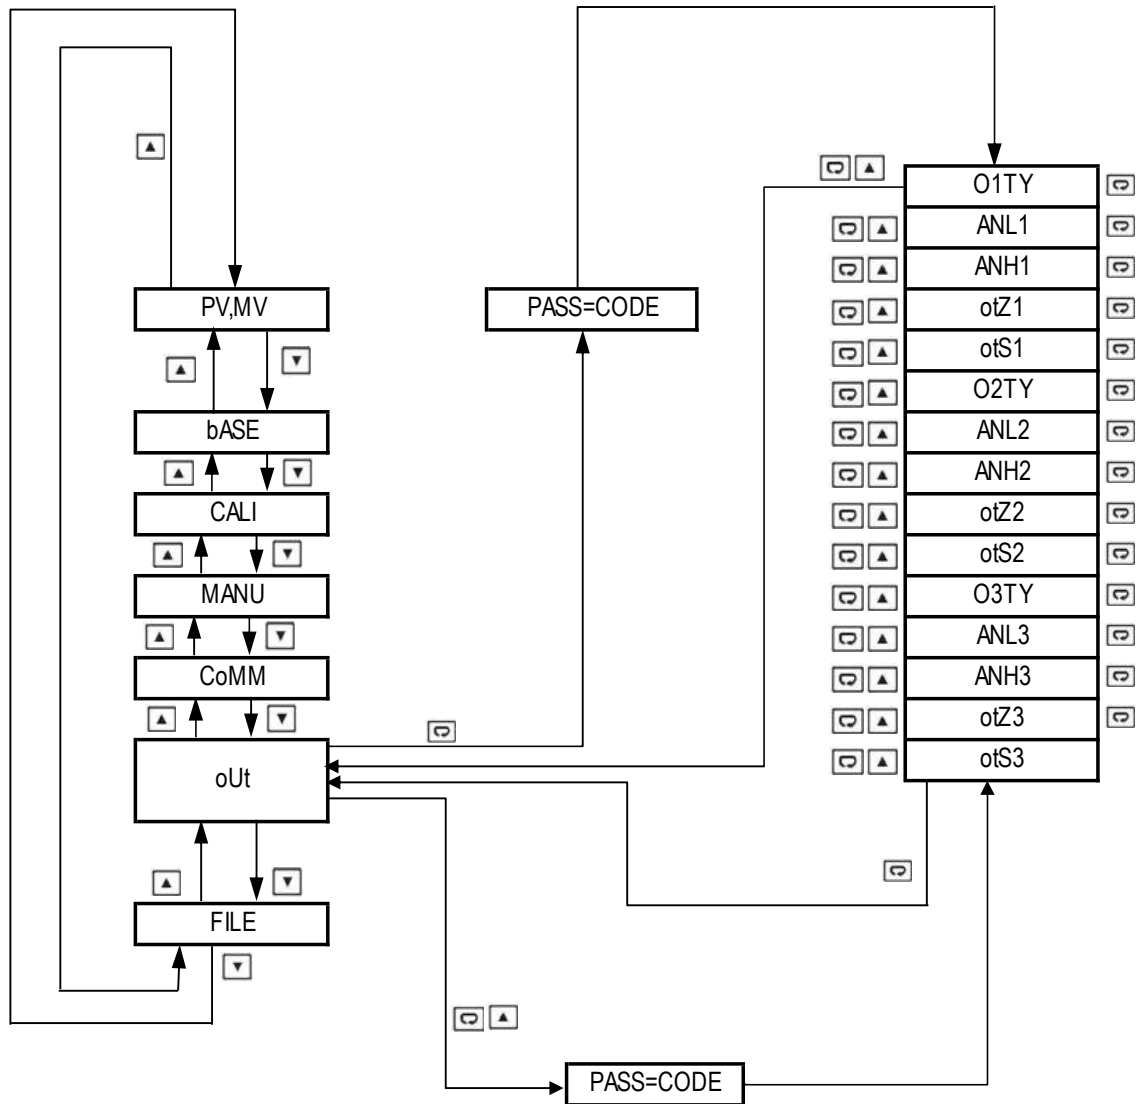 PV,MV
bASE
CALI
MANU
CoMM
oUt
FILE
PASS=CODE
O1TY
ANL1
ANH1
otZ1
otS1
O2TY
ANL2
ANH2
otZ2
otS2
O3TY
ANL3
ANH3
otZ3
otS3
PASS=CODE